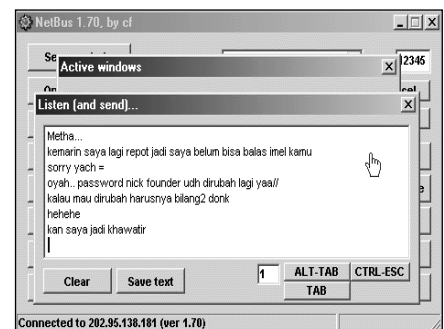 NetBus 1.70, by cf
12345
Active windows
Listen (and send)...
Metha...
kemarin saya lagi repot jadi saya belum bisa balas imel kamu
sorry yach =
oyah.. password nick founder udh dirubah lagi yaa//
kalau mau dirubah harusnya bilang2 donk
hehehe
kan saya jadi khawatir
Clear
Save text
1
ALT-TAB
CTRL-ESC
TAB
Connected to 202.95.138.181 (ver 1.70)